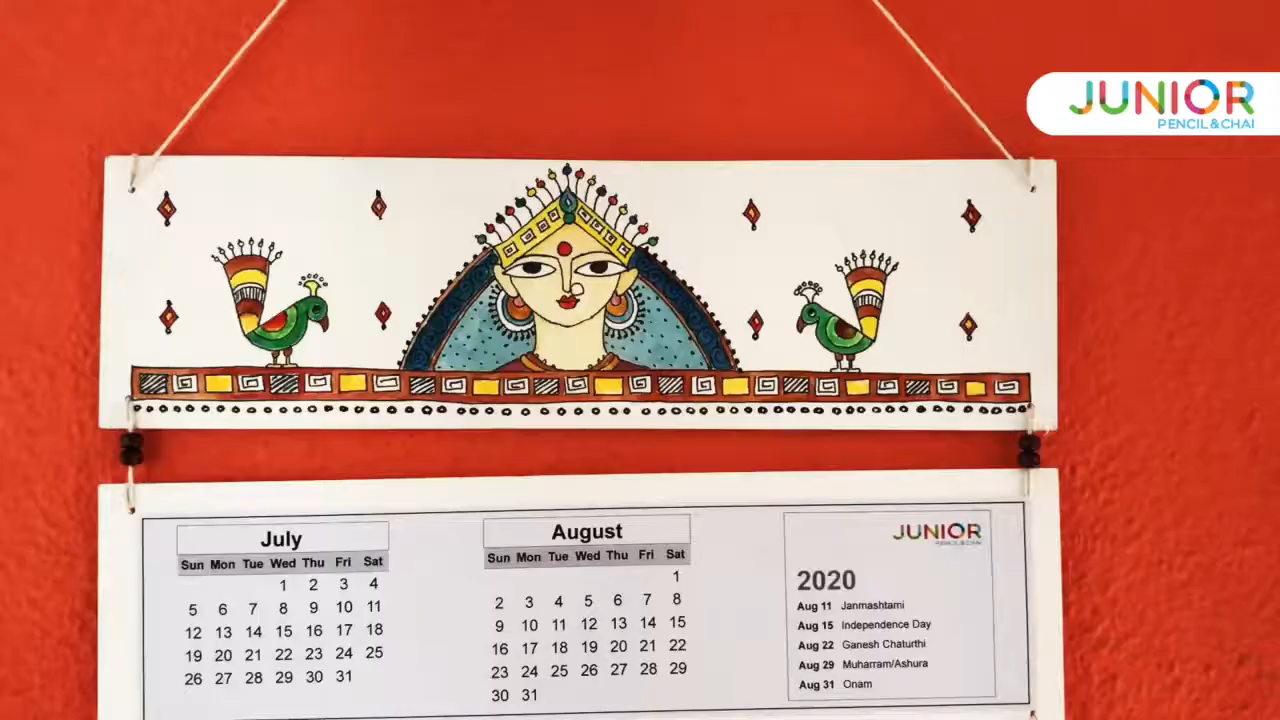 JUNIOR
PENCIL & CHAI
July
Sun Mon Tue Wed Thu Fri Sat
1 2 3 4
5 6 7 8 9 10 11
12 13 14 15 16 17 18
19 20 21 22 23 24 25
26 27 28 29 30 31
August
Sun Mon Tue Wed Thu Fri Sat
1
2 3 4 5 6 7 8
9 10 11 12 13 14 15
16 17 18 19 20 21 22
23 24 25 26 27 28 29
30 31
JUNIOR
PENCIL & CHAI
2020
Aug 11 Janmashtami
Aug 15 Independence Day
Aug 22 Ganesh Chaturthi
Aug 29 Muharram/Ashura
Aug 31 Onam